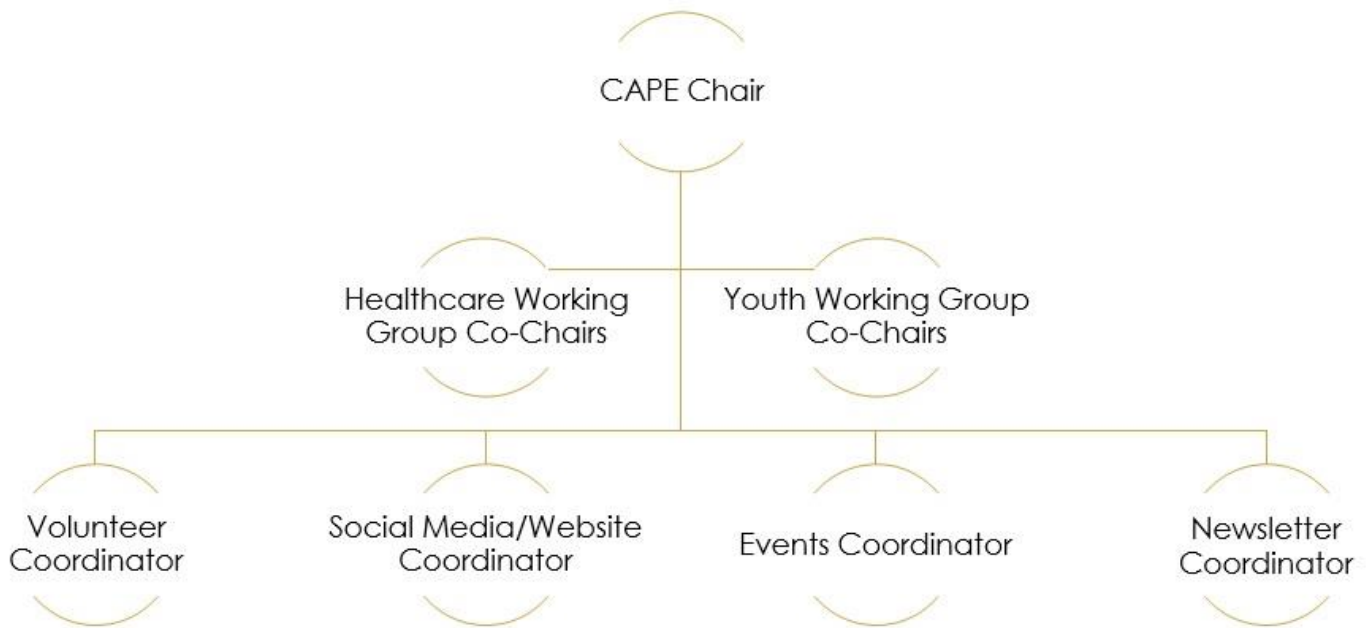 CAPE Chair
Healthcare Working
Group Co-Chairs
Youth Working Group
Co-Chairs
Volunteer
Coordinator
Social Media/Website
Coordinator
Events Coordinator
Newsletter
Coordinator